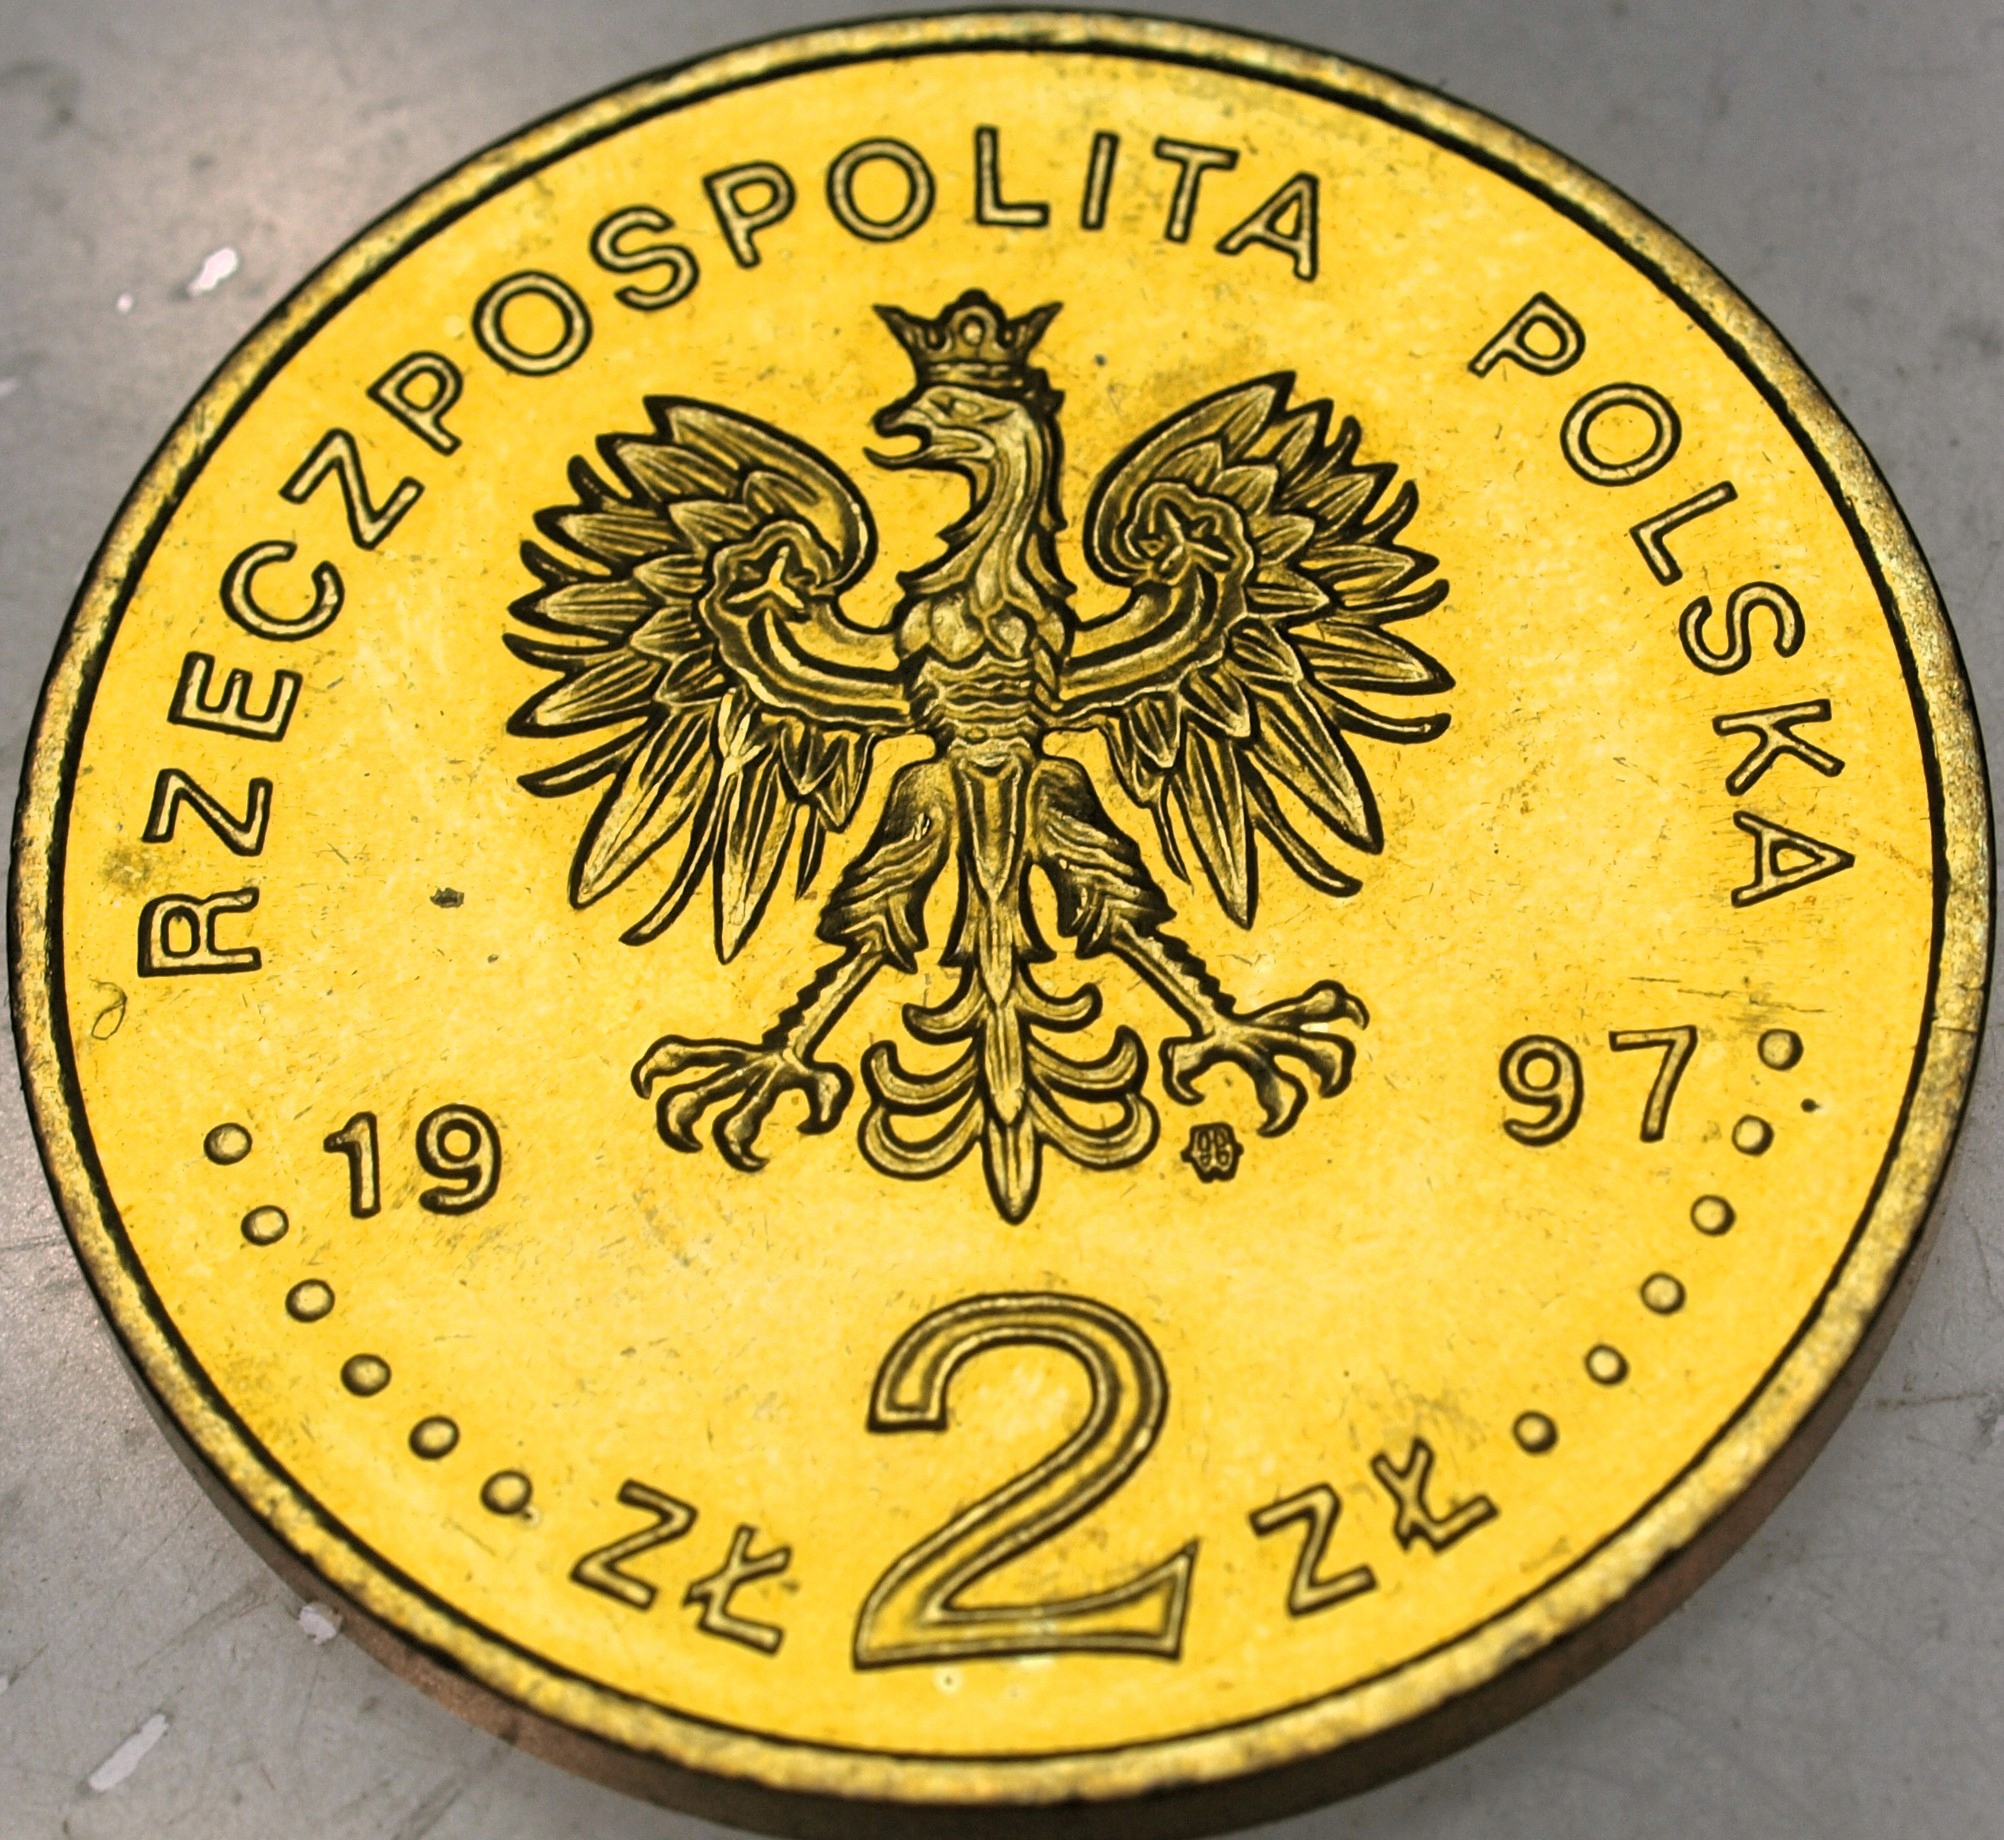 RZECZPOSPOLITA POLSKA
19 97
ZŁ 2 ZŁ